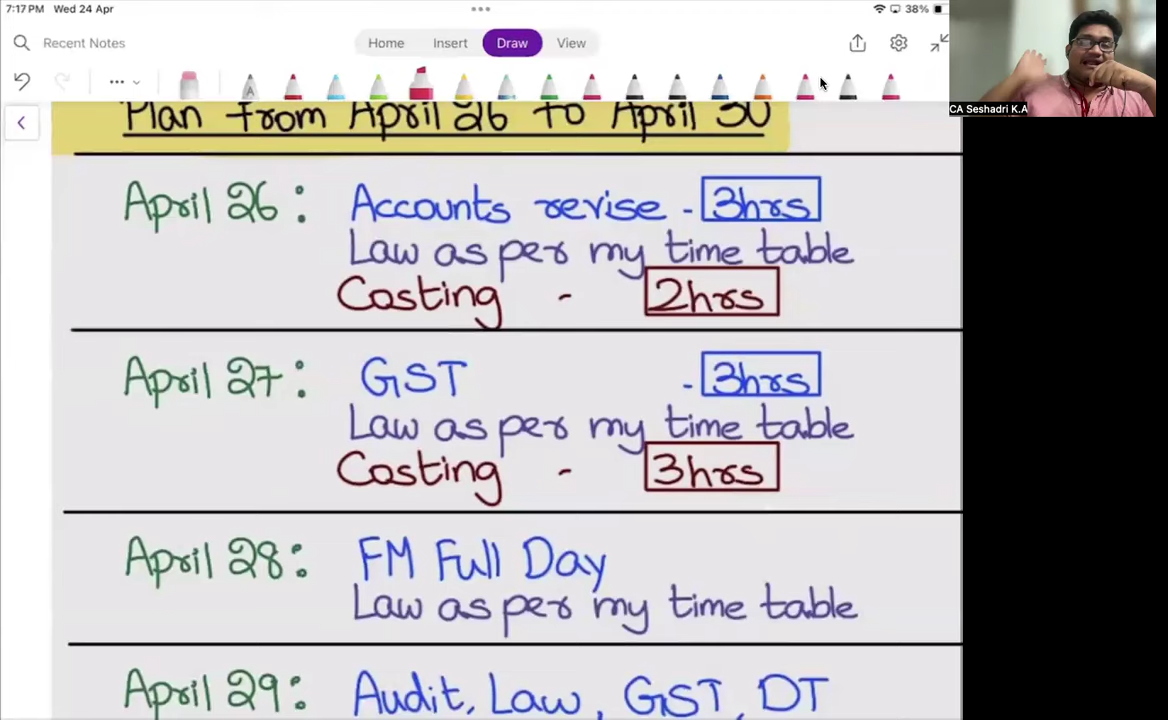 7:17 PM Wed 24 Apr
38%
Recent Notes
Home Insert Draw View
CA Seshadri K.A
Plan from April 26 to April 30
April 26: Accounts revise - 3hrs
Law as per my time table
Costing - 2hrs
April 27: GST - 3hrs
Law as per my time table
Costing - 3hrs
April 28: FM Full Day
Law as per my time table
April 29: Audit, Law, GST, DT